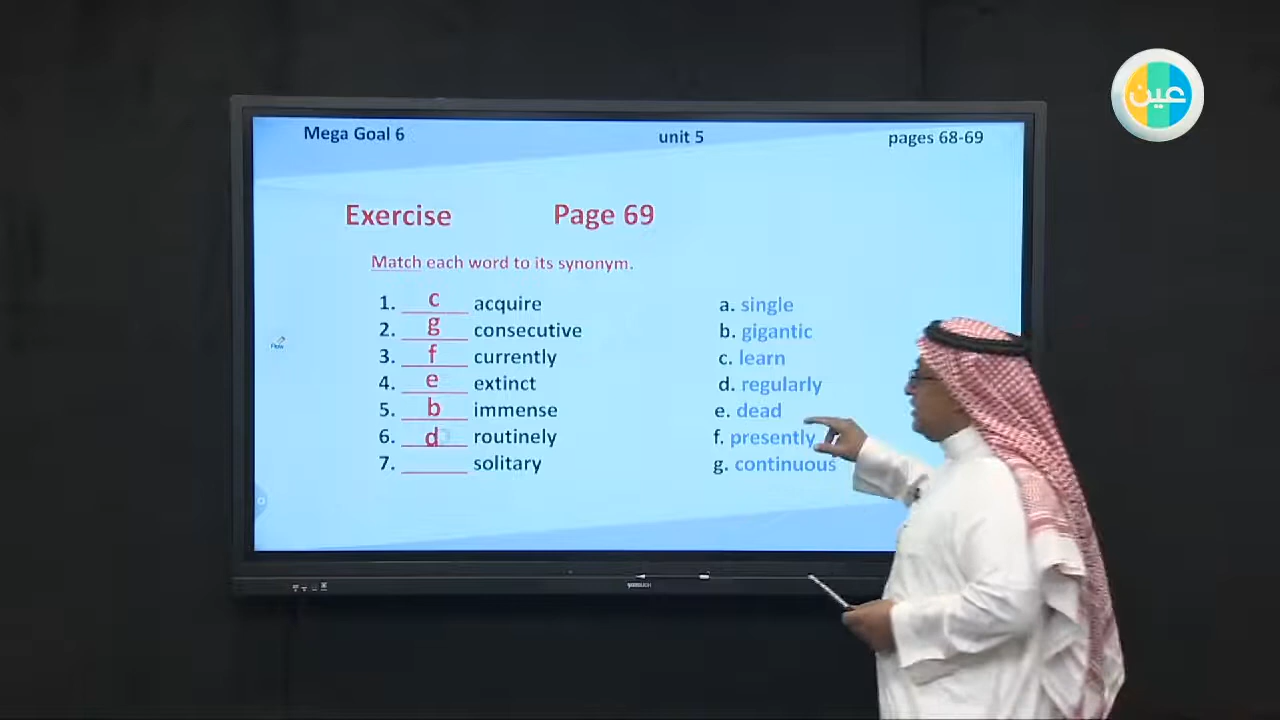 عين
Mega Goal 6 unit 5 pages 68-69
Exercise Page 69
Match each word to its synonym.
1. c acquire a. single
2. g consecutive b. gigantic
3. f currently c. learn
4. e extinct d. regularly
5. b immense e. dead
6. d routinely f. presently
7. ______ solitary g. continuous